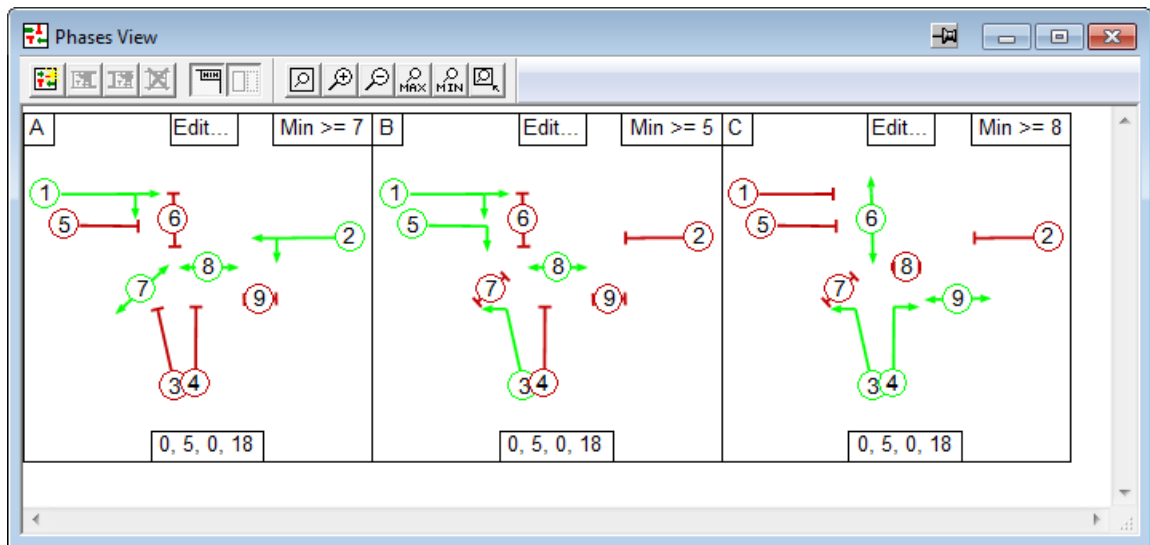 Phases View
MAX MIN
A Edit... Min >= 7 B Edit... Min >= 5 C Edit... Min >= 8
1 5 6 2 8 7 9 3 4
1 5 6 2 8 7 9 3 4
1 5 6 2 8 7 9 3 4
0, 5, 0, 18 0, 5, 0, 18 0, 5, 0, 18